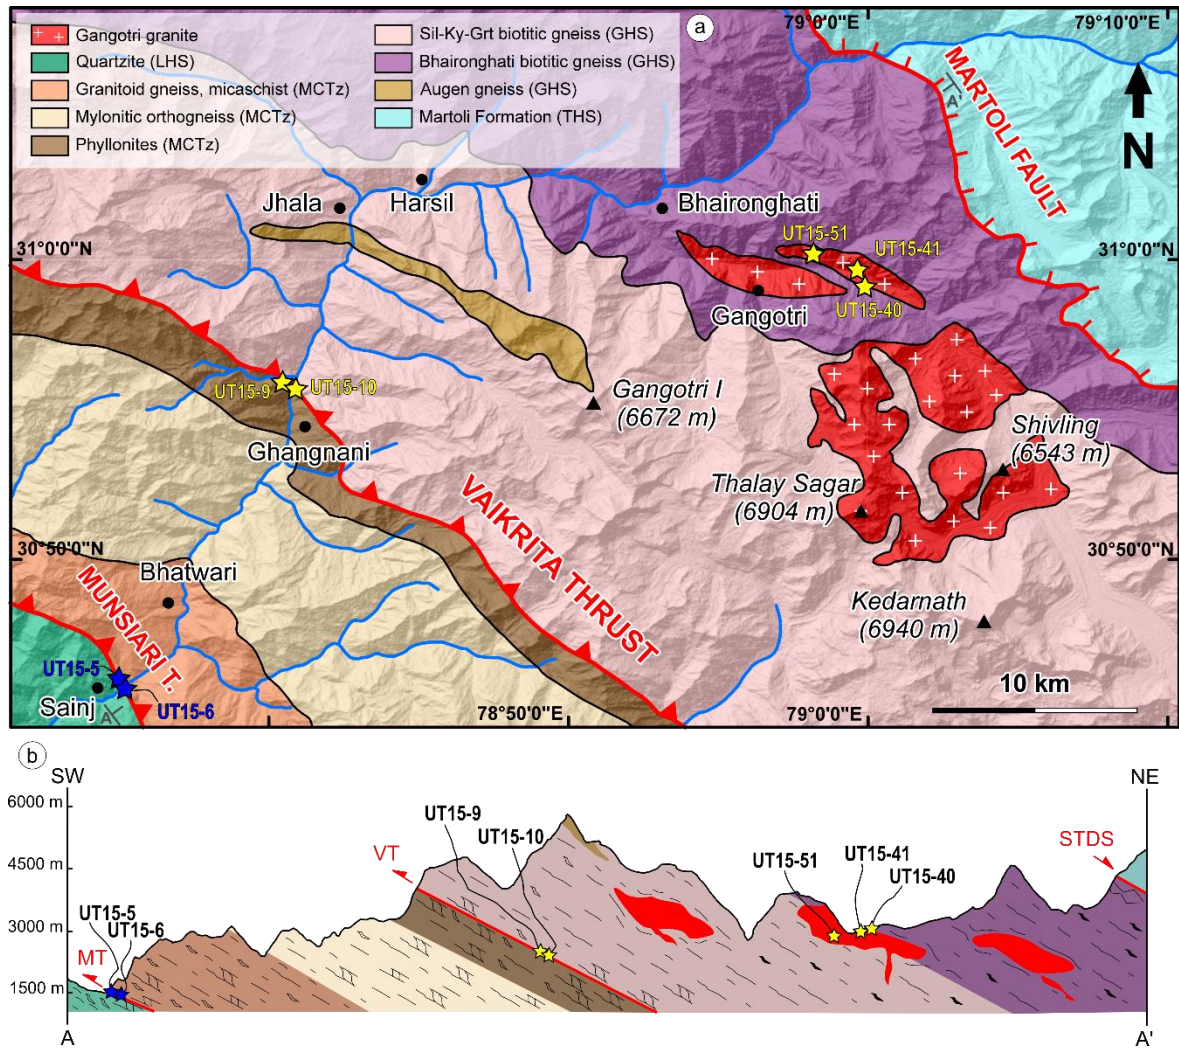 a
Gangotri granite
Quartzite (LHS)
Granitoid gneiss, micaschist (MCTz)
Mylonitic orthogneiss (MCTz)
Phyllonites (MCTz)
Sil-Ky-Grt biotitic gneiss (GHS)
Bhaironghati biotitic gneiss (GHS)
Augen gneiss (GHS)
Martoli Formation (THS)
79°0'0"E
79°10'0"E
A'
MARTOLI FAULT
N
Jhala
Harsil
Bhaironghati
31°0'0"N
31°0'0"N
UT15-51
UT15-41
UT15-40
Gangotri
UT15-9
UT15-10
Ghangnani
Gangotri I
(6672 m)
Shivling
(6543 m)
Thalay Sagar
(6904 m)
VAIKRITA THRUST
30°50'0"N
30°50'0"N
Bhatwari
MUNSIARI T.
Kedarnath
(6940 m)
UT15-5
UT15-6
Sainj
A
10 km
78°50'0"E
79°0'0"E
b
SW
NE
6000 m
4500 m
3000 m
1500 m
UT15-5
UT15-6
MT
VT
UT15-9
UT15-10
UT15-51
UT15-41
UT15-40
STDS
A
A'